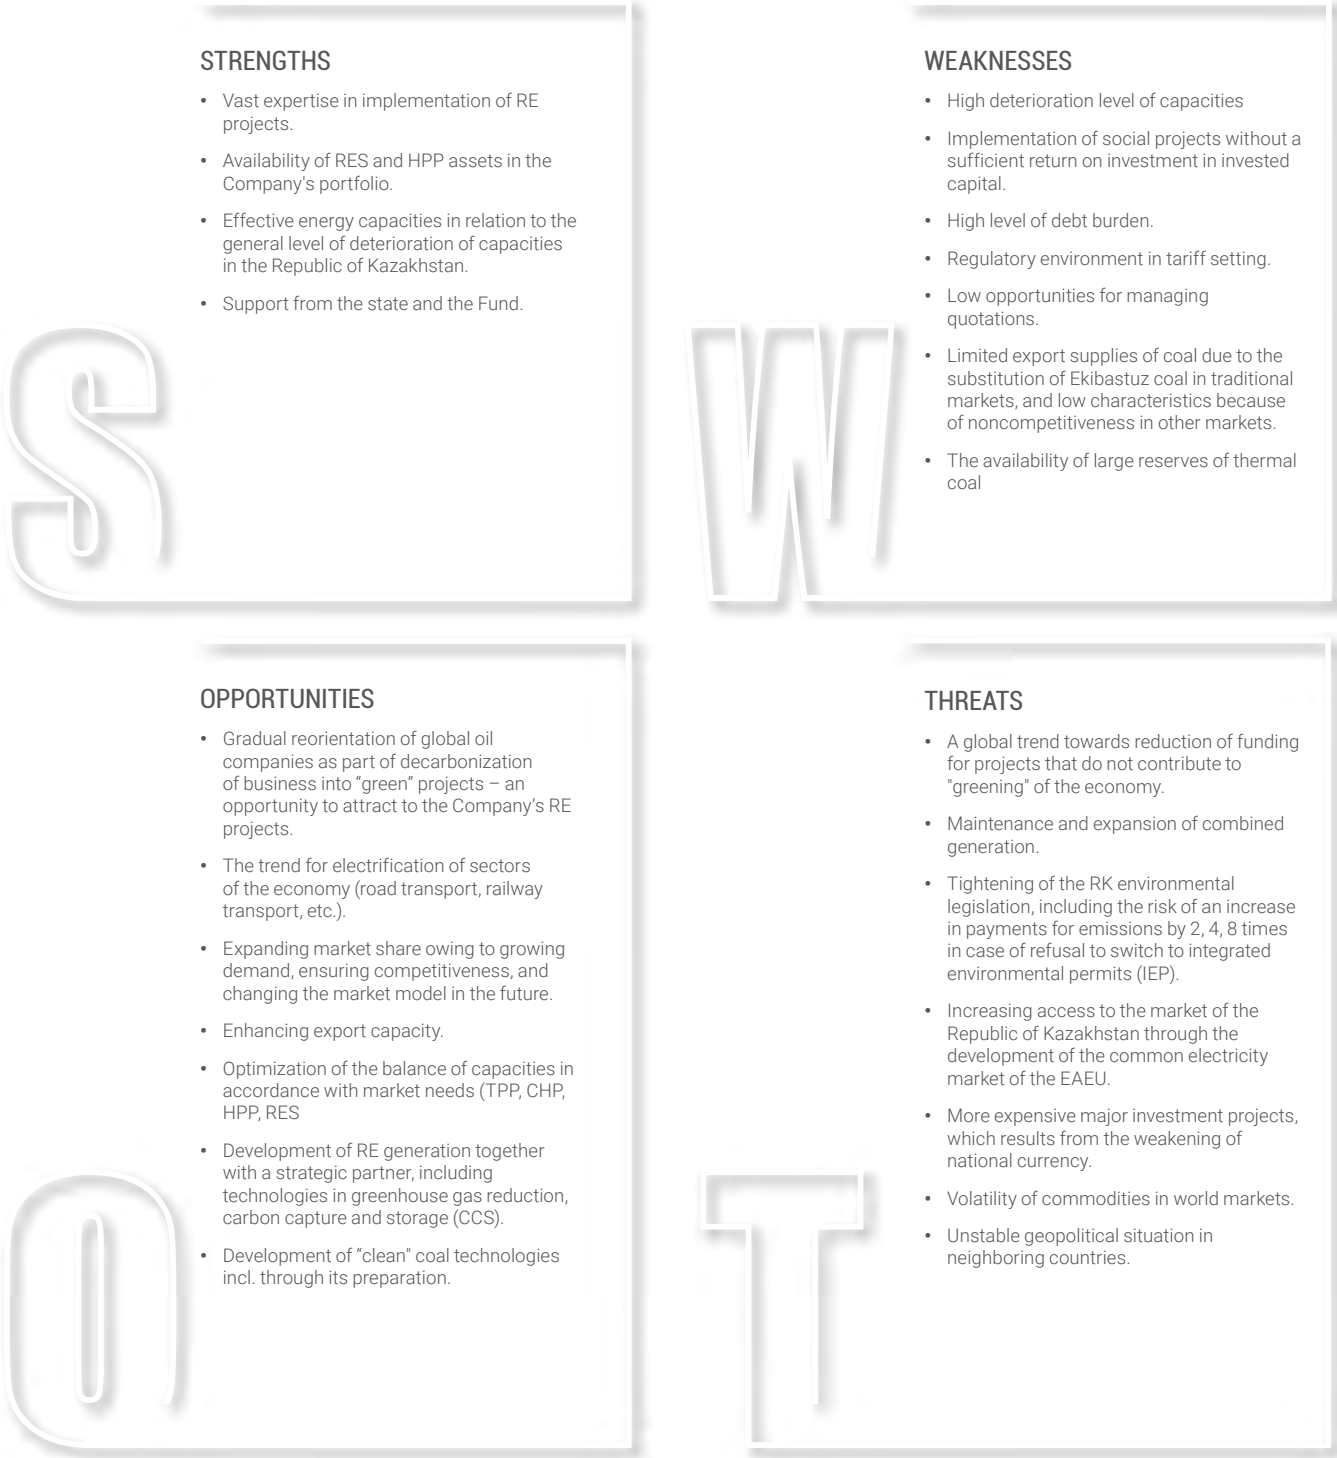 S
STRENGTHS
• Vast expertise in implementation of RE
projects.
• Availability of RES and HPP assets in the
Company's portfolio.
• Effective energy capacities in relation to the
general level of deterioration of capacities
in the Republic of Kazakhstan.
• Support from the state and the Fund.
W
WEAKNESSES
• High deterioration level of capacities
• Implementation of social projects without a
sufficient return on investment in invested
capital.
• High level of debt burden.
• Regulatory environment in tariff setting.
• Low opportunities for managing
quotations.
• Limited export supplies of coal due to the
substitution of Ekibastuz coal in traditional
markets, and low characteristics because
of noncompetitiveness in other markets.
• The availability of large reserves of thermal
coal
O
OPPORTUNITIES
• Gradual reorientation of global oil
companies as part of decarbonization
of business into “green” projects – an
opportunity to attract to the Company’s RE
projects.
• The trend for electrification of sectors
of the economy (road transport, railway
transport, etc.).
• Expanding market share owing to growing
demand, ensuring competitiveness, and
changing the market model in the future.
• Enhancing export capacity.
• Optimization of the balance of capacities in
accordance with market needs (TPP, CHP,
HPP, RES
• Development of RE generation together
with a strategic partner, including
technologies in greenhouse gas reduction,
carbon capture and storage (CCS).
• Development of “clean" coal technologies
incl. through its preparation.
T
THREATS
• A global trend towards reduction of funding
for projects that do not contribute to
"greening" of the economy.
• Maintenance and expansion of combined
generation.
• Tightening of the RK environmental
legislation, including the risk of an increase
in payments for emissions by 2, 4, 8 times
in case of refusal to switch to integrated
environmental permits (IEP).
• Increasing access to the market of the
Republic of Kazakhstan through the
development of the common electricity
market of the EAEU.
• More expensive major investment projects,
which results from the weakening of
national currency.
• Volatility of commodities in world markets.
• Unstable geopolitical situation in
neighboring countries.